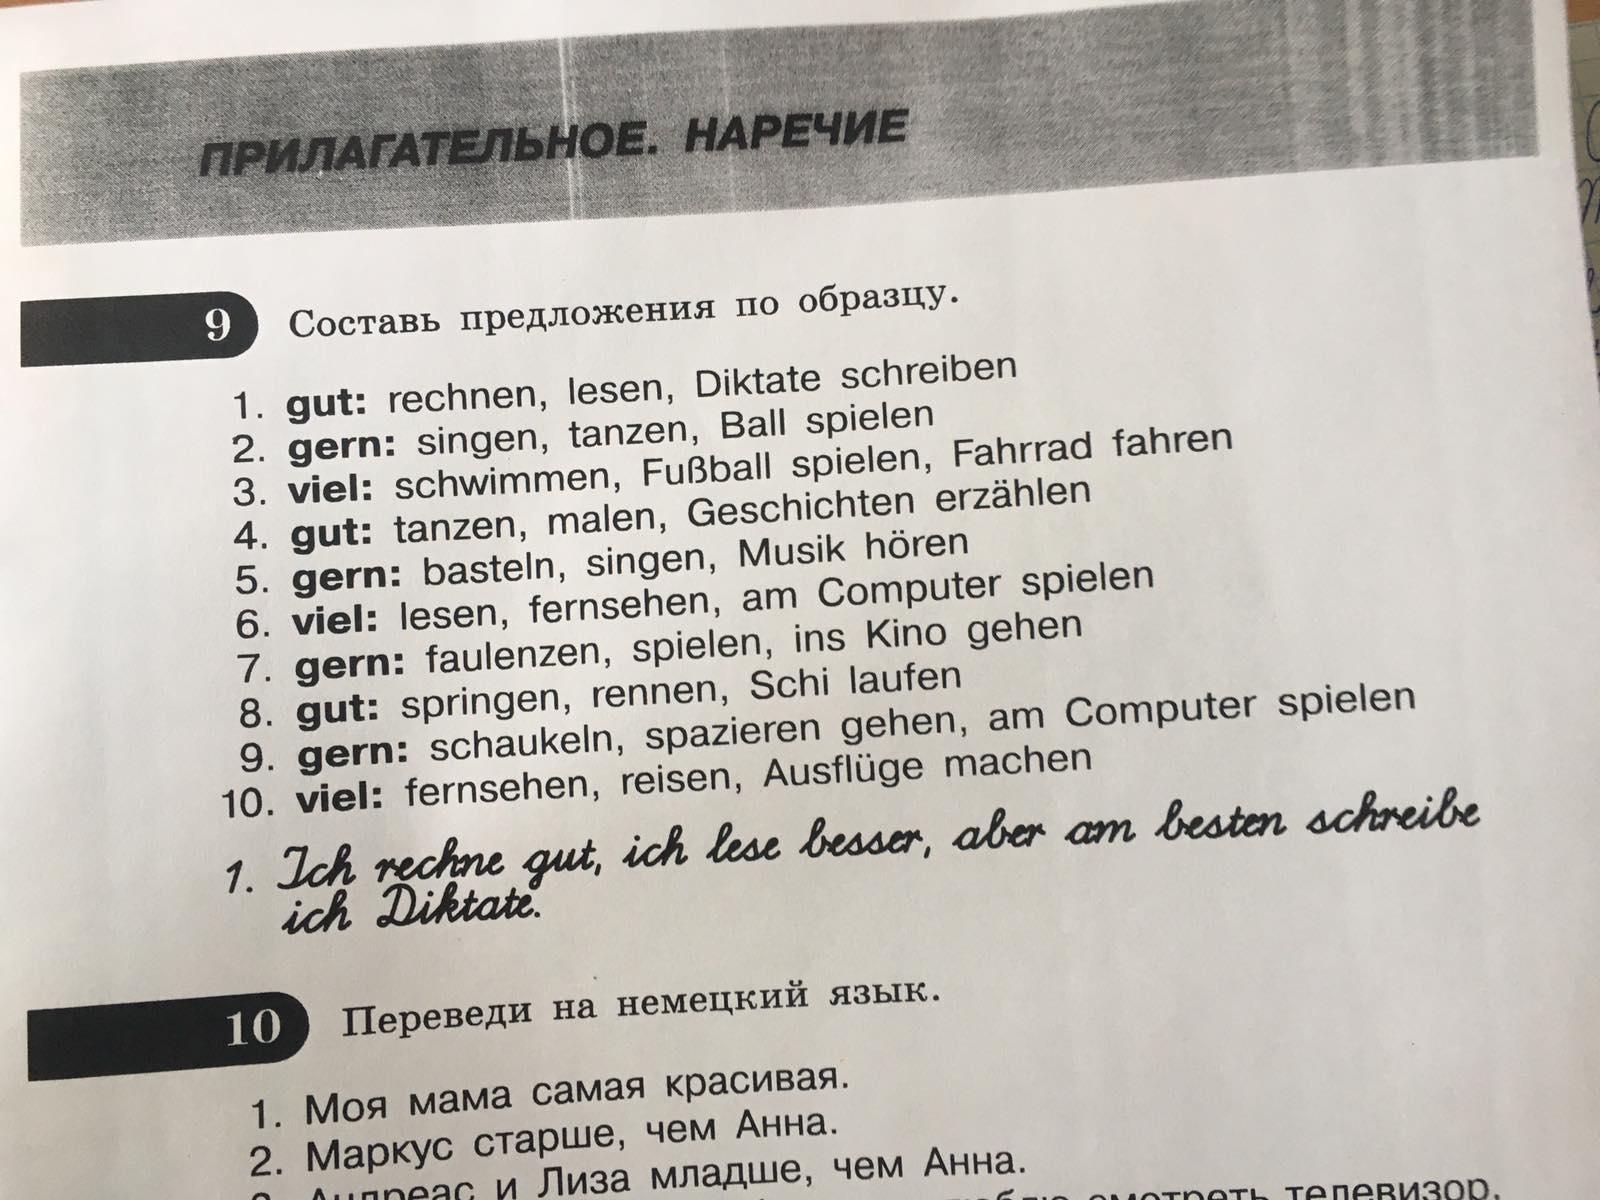 ПРИЛАГАТЕЛЬНОЕ. НАРЕЧИЕ
9 Составь предложения по образцу.
1. gut: rechnen, lesen, Diktate schreiben
2. gern: singen, tanzen, Ball spielen
3. viel: schwimmen, Fußball spielen, Fahrrad fahren
4. gut: tanzen, malen, Geschichten erzählen
5. gern: basteln, singen, Musik hören
6. viel: lesen, fernsehen, am Computer spielen
7. gern: faulenzen, spielen, ins Kino gehen
8. gut: springen, rennen, Schi laufen
9. gern: schaukeln, spazieren gehen, am Computer spielen
10. viel: fernsehen, reisen, Ausflüge machen
1. Ich rechne gut, ich lese besser, aber am besten schreibe
ich Diktate.
10 Переведи на немецкий язык.
1. Моя мама самая красивая.
2. Маркус старше, чем Анна.
Андреас и Лиза младше, чем Анна.
смотреть телевизор.